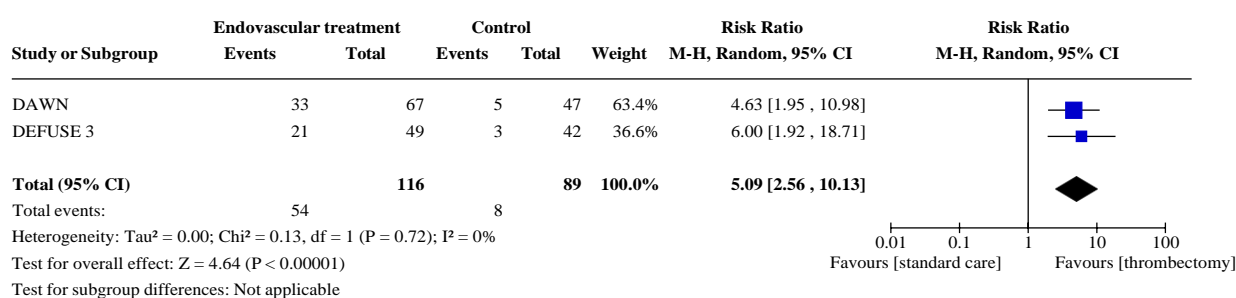 Endovascular treatment Control Risk Ratio Risk Ratio
Study or Subgroup Events Total Events Total Weight M-H, Random, 95% CI M-H, Random, 95% CI
DAWN 33 67 5 47 63.4% 4.63 [1.95 , 10.98]
DEFUSE 3 21 49 3 42 36.6% 6.00 [1.92 , 18.71]
Total (95% CI) 116 89 100.0% 5.09 [2.56 , 10.13]
Total events: 54 8
Heterogeneity: Tau² = 0.00; Chi² = 0.13, df = 1 (P = 0.72); I² = 0%
0.01 0.1 1 10 100
Test for overall effect: Z = 4.64 (P < 0.00001)
Favours [standard care] Favours [thrombectomy]
Test for subgroup differences: Not applicable